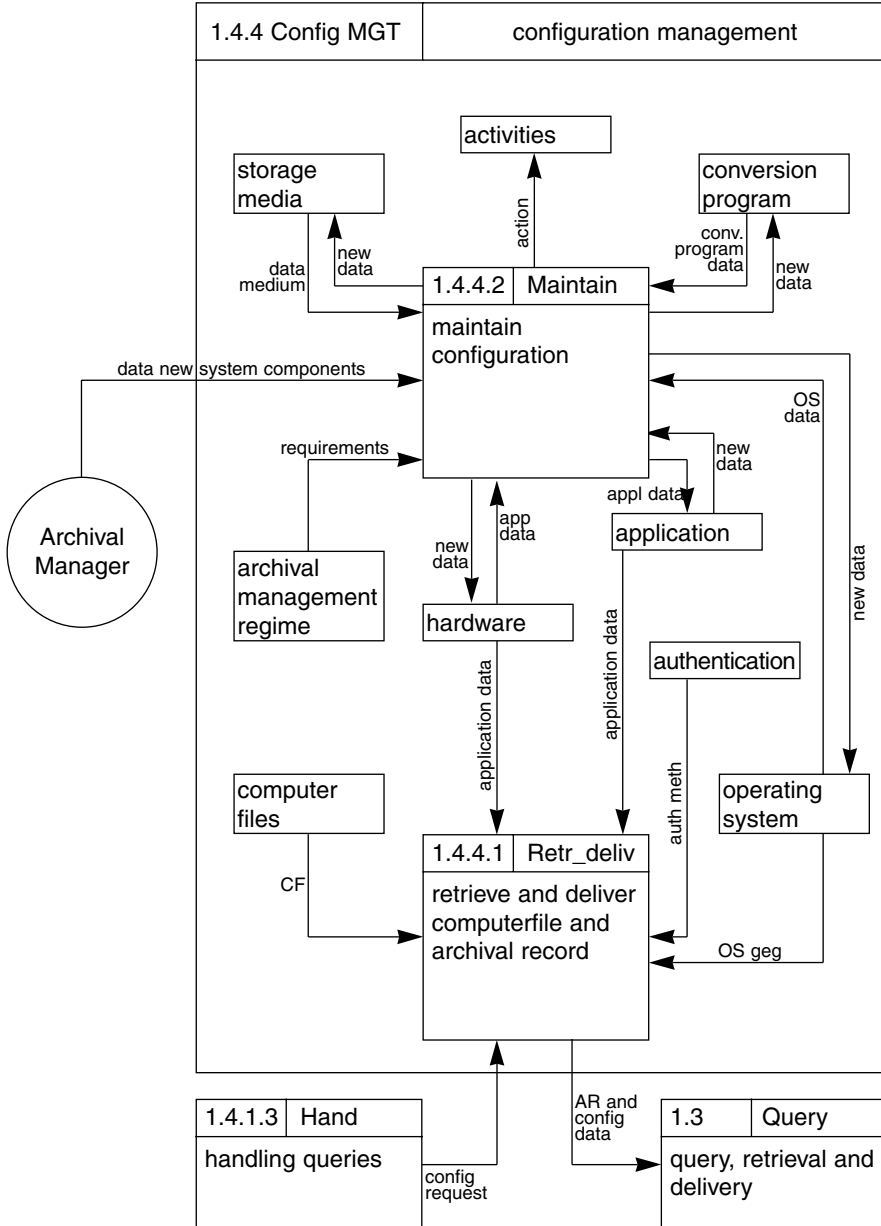 1.4.4 Config MGT
configuration management
activities
storage
media
conversion
program
action
new
data
data
medium
conv.
program
data
new
data
1.4.4.2
Maintain
maintain
configuration
data new system components
OS
data
requirements
new
data
appl data
app
data
new
data
application
Archival
Manager
archival
management
regime
new data
hardware
authentication
application data
application data
auth meth
computer
files
operating
system
1.4.4.1
Retr_deliv
CF
retrieve and deliver
computerfile and
archival record
OS geg
1.4.1.3
Hand
handling queries
config
request
AR and
config
data
1.3
Query
query, retrieval and
delivery